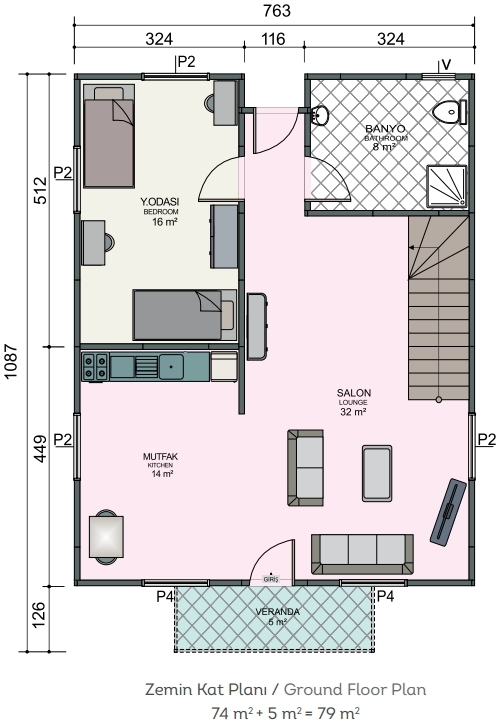 763
324 116 324
P2 V
BANYO
BATHROOM
8 m²
512
P2
Y.ODASI
BEDROOM
16 m²
1087
SALON
LOUNGE
32 m²
449
P2
P2
MUTFAK
KITCHEN
14 m²
GİRİŞ
P4 P4
126
VERANDA
5 m²
Zemin Kat Planı / Ground Floor Plan
74 m² + 5 m² = 79 m²